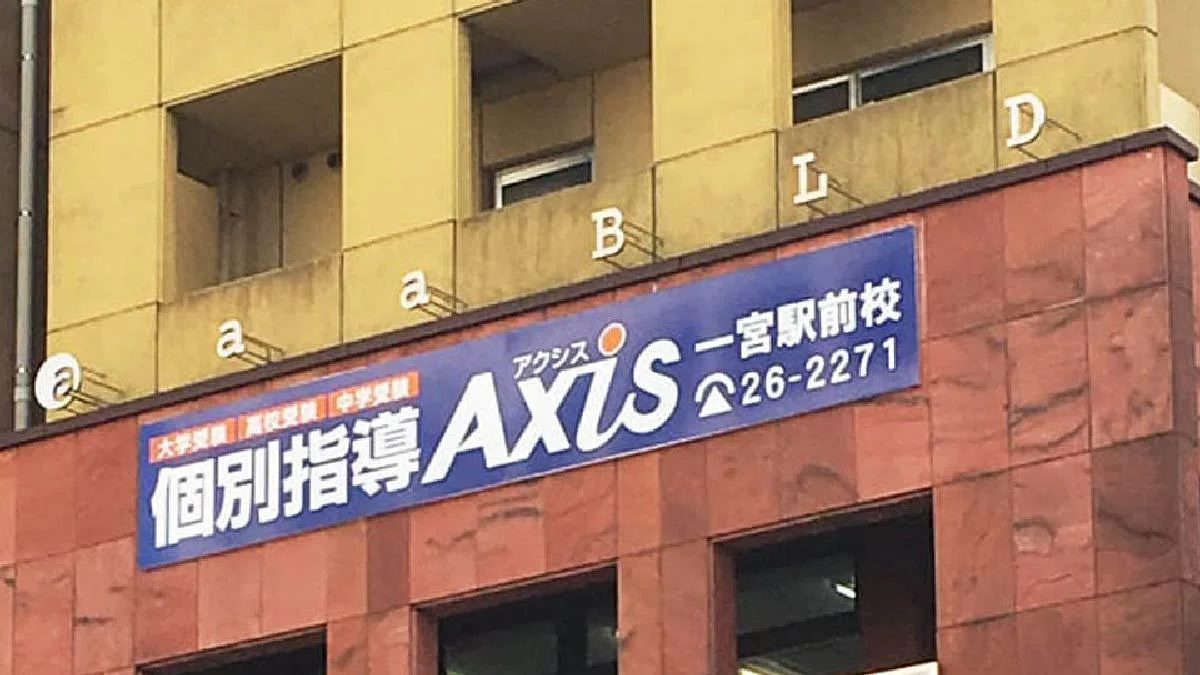 a a a B L D
大学受験 高校受験 中学受験
個別指導
アクシス
Axis
一宮駅前校
☎26-2271